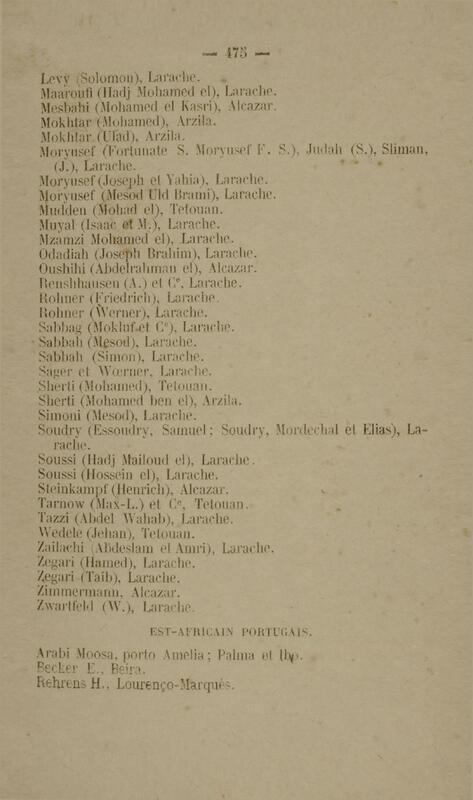 — 475 —
Levy (Solomon), Larache.
Maaroufi (Hadj Mohamed el), Larache.
Mesbahi (Mohamed el Kasri), Alcazar.
Mokhtar (Mohamed), Arzila.
Mokhtar (Ulad), Arzila.
Moryusef (Fortunate S. Moryusef F. S.), Judah (S.), Sliman,
(J.), Larache.
Moryusef (Joseph et Yahia), Larache.
Moryusef (Mesod Uld Brami), Larache.
Mudden (Mohad el), Tetouan.
Muyal (Isaac et M.), Larache.
Mzamzi Mohamed el), Larache.
Odadiah (Joseph Brahim), Larache.
Oushihi (Abdelrahman el), Alcazar.
Renshhausen (A.) et Cᵉ, Larache.
Rohner (Friedrich), Larache.
Rohner (Werner), Larache.
Sabbag (Mokluf et Cᵉ), Larache.
Sabbah (Mesod), Larache.
Sabbah (Simon), Larache.
Sager et Wœrner, Larache.
Sherti (Mohamed), Tetouan.
Sherti (Mohamed ben el), Arzila.
Simoni (Mesod), Larache.
Soudry (Essoudry, Samuel; Soudry, Mordechal et Elias), La-
rache.
Soussi (Hadj Mailoud el), Larache.
Soussi (Hossein el), Larache.
Steinkampf (Henrich), Alcazar.
Tarnow (Max-L.) et Cᵉ, Tetouan.
Tazzi (Abdel Wahab), Larache.
Wedele (Jehan), Tetouan.
Zailachi (Abdeslam el Amri), Larache.
Zegari (Hamed), Larache.
Zegari (Taib), Larache.
Zimmermann, Alcazar.
Zwartfeld (W.), Larache.
EST-AFRICAIN PORTUGAIS.
Arabi Moosa, porto Amelia; Palma et Ibo.
Becker E., Beira.
Rehrens H., Lourenço-Marquès.